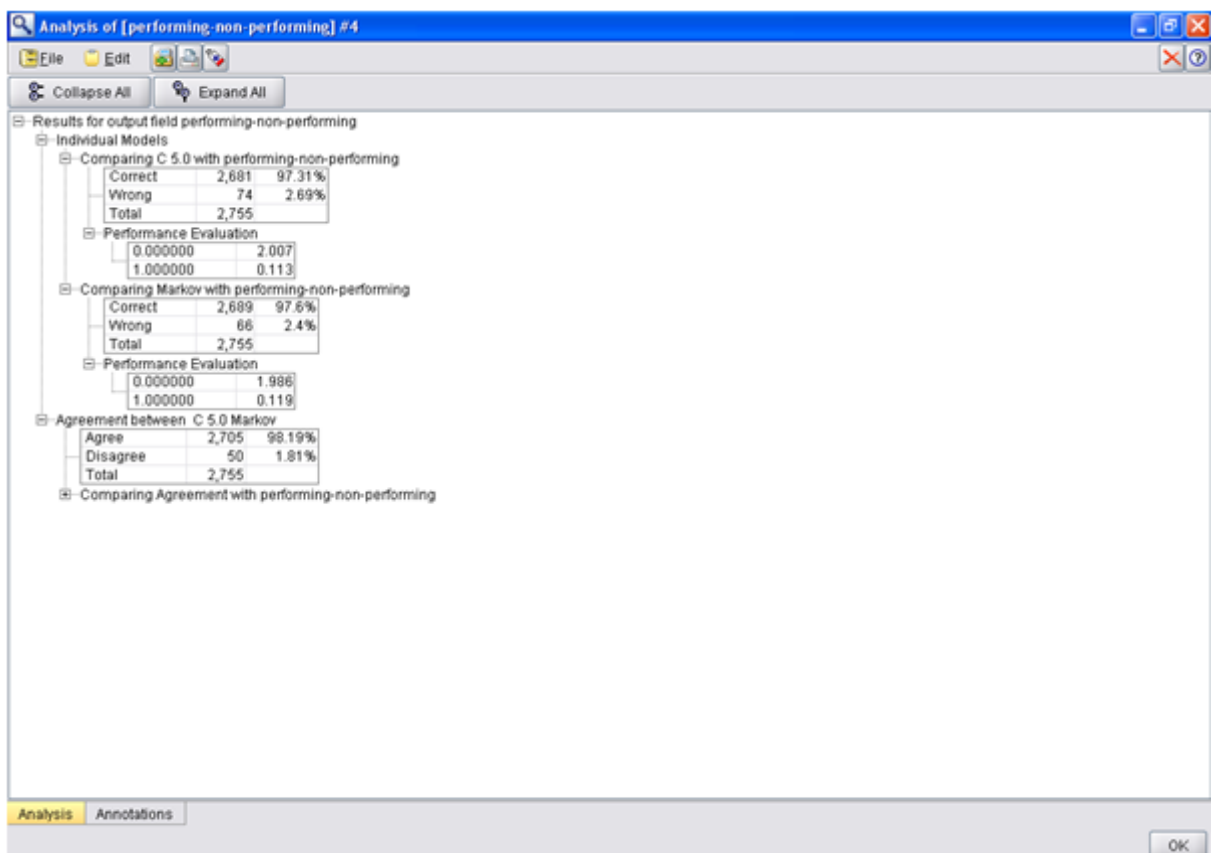 Analysis of [performing-non-performing] #4
File Edit
Collapse All Expand All
Results for output field performing-non-performing
Individual Models
Comparing C 5.0 with performing-non-performing
Correct 2,681 97.31%
Wrong 74 2.69%
Total 2,755
Performance Evaluation
0.000000 2.007
1.000000 0.113
Comparing Markov with performing-non-performing
Correct 2,689 97.6%
Wrong 66 2.4%
Total 2,755
Performance Evaluation
0.000000 1.986
1.000000 0.119
Agreement between C 5.0 Markov
Agree 2,705 98.19%
Disagree 50 1.81%
Total 2,755
Comparing Agreement with performing-non-performing
Analysis Annotations
OK